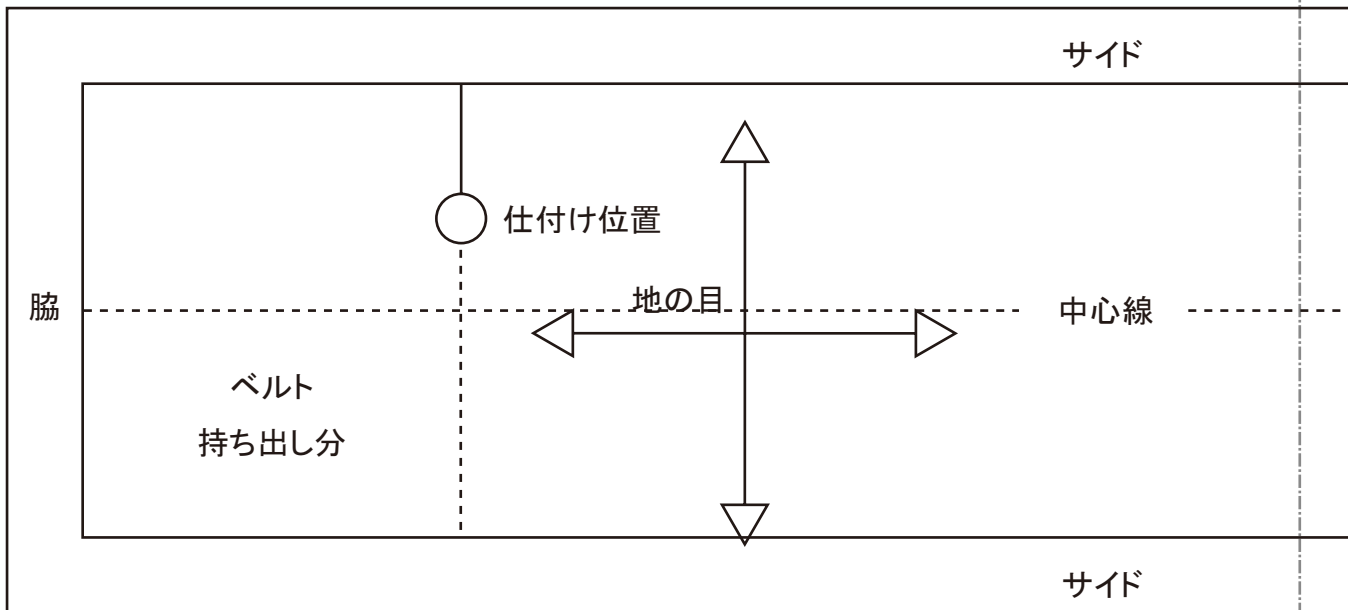 サイド
仕付け位置
地の目
脇
中心線
ベルト
持ち出し分
サイド